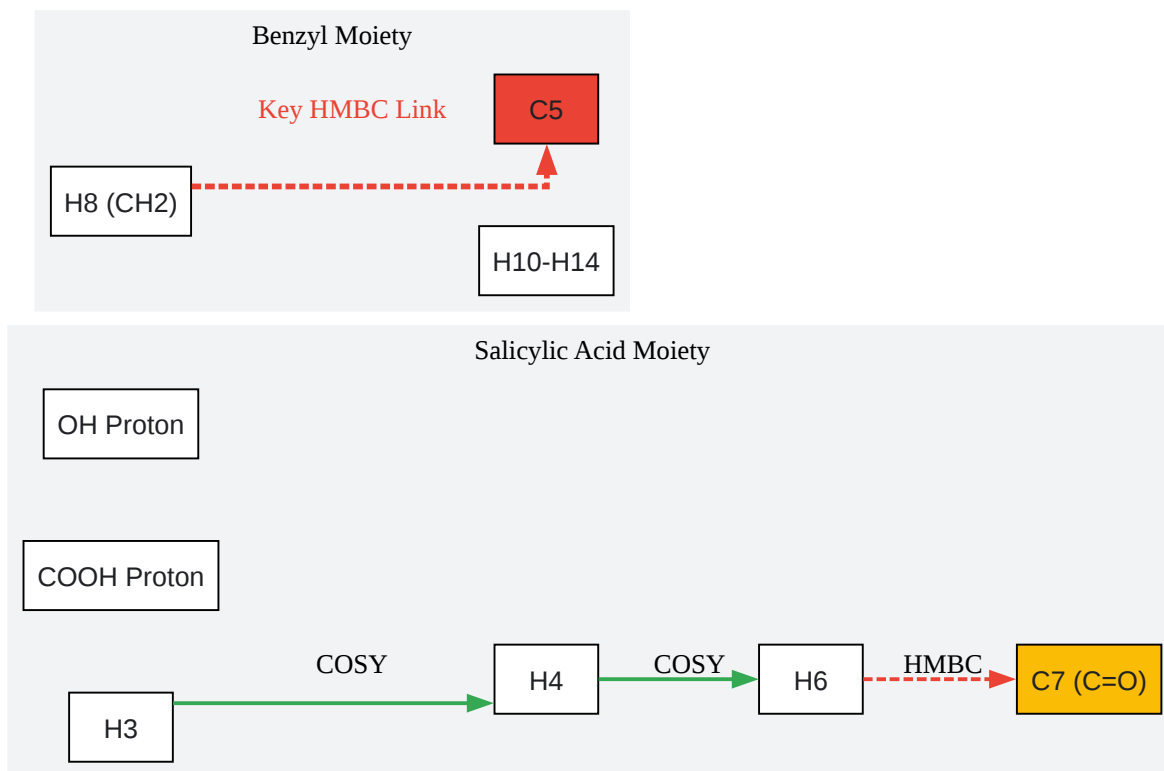 Benzyl Moiety
Key HMBC Link
C5
H8 (CH2)
H10-H14
Salicylic Acid Moiety
OH Proton
COOH Proton
COSY
COSY
HMBC
H3
H4
H6
C7 (C=O)